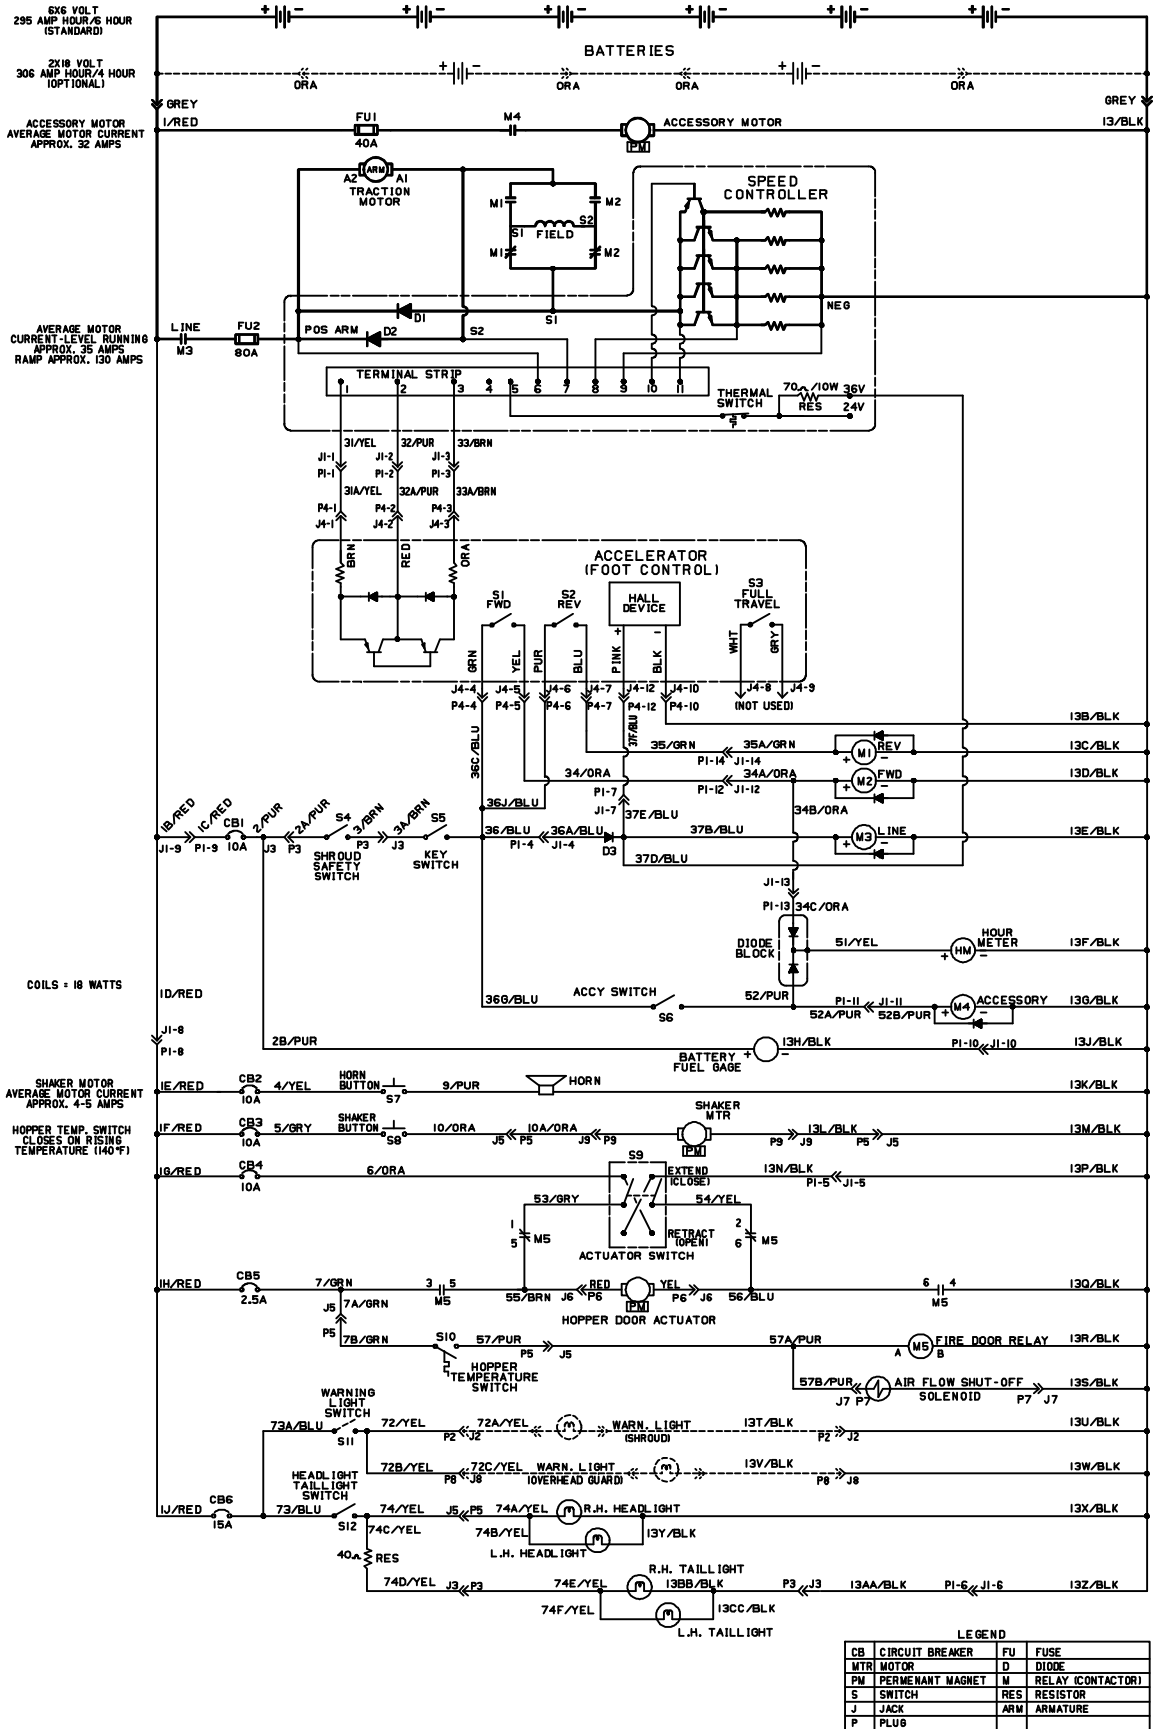 6X6 VOLT
295 AMP HOUR/6 HOUR
(STANDARD)
+ - + - + - + - + - + -
BATTERIES
2X18 VOLT
306 AMP HOUR/4 HOUR
(OPTIONAL)
ORA + - ORA ORA + - ORA
GREY GREY
ACCESSORY MOTOR
AVERAGE MOTOR CURRENT
APPROX. 32 AMPS
1/RED FU1 M4 ACCESSORY MOTOR 13/BLK
40A PM
A2 ARM A1
TRACTION
MOTOR
M1 M2
S1 FIELD S2
M1 M2
SPEED
CONTROLLER
NEG
D1 S1
AVERAGE MOTOR
CURRENT-LEVEL RUNNING
APPROX. 35 AMPS
RAMP APPROX. 130 AMPS
LINE FU2 POS ARM D2 S2
M3 80A
TERMINAL STRIP
1 2 3 4 5 6 7 8 9 10 11
THERMAL
SWITCH
70Ω/10W 36V
RES 24V
31/YEL 32/PUR 33/BRN
J1-1 J1-2 J1-3
P1-1 P1-2 P1-3
31A/YEL 32A/PUR 33A/BRN
P4-1 P4-2 P4-3
J4-1 J4-2 J4-3
BRN RED ORA
ACCELERATOR
(FOOT CONTROL)
S1
FWD
S2
REV
HALL
DEVICE
S3
FULL
TRAVEL
+ -
GRN YEL PUR BLU PINK BLK WHT GRY
J4-4 J4-5 J4-6 J4-7 J4-12 J4-10 J4-8 J4-9
P4-4 P4-5 P4-6 P4-7 P4-12 P4-10 (NOT USED)
13B/BLK
36C/BLU 37F/BLU
35/GRN 35A/GRN M1 REV 13C/BLK
P1-14 J1-14 + -
34/ORA 34A/ORA M2 FWD 13D/BLK
P1-7 P1-12 J1-12 + -
36J/BLU J1-7 37E/BLU 34B/ORA
1B/RED 1C/RED CB1 2/PUR 2A/PUR S4 3/BRN 3A/BRN S5 36/BLU 36A/BLU 37B/BLU M3 LINE 13E/BLK
J1-9 P1-9 10A J3 P3 P3 J3 P1-4 J1-4 D3 + -
SHROUD
SAFETY
SWITCH
KEY
SWITCH
37D/BLU
J1-13
P1-13 34C/ORA
DIODE
BLOCK
51/YEL HOUR
METER 13F/BLK
+ HM -
COILS = 18 WATTS
1D/RED
36G/BLU ACCY SWITCH 52/PUR P1-11 J1-11 M4 ACCESSORY 13G/BLK
S6 52A/PUR 52B/PUR + -
J1-8
P1-8
2B/PUR + - 13H/BLK P1-10 J1-10 13J/BLK
BATTERY
FUEL GAGE
SHAKER MOTOR
AVERAGE MOTOR CURRENT
APPROX. 4-5 AMPS
1E/RED CB2 4/YEL HORN
BUTTON 9/PUR HORN 13K/BLK
10A S7
HOPPER TEMP. SWITCH
CLOSES ON RISING
TEMPERATURE (140°F)
1F/RED CB3 5/GRY SHAKER
BUTTON 10/ORA 10A/ORA SHAKER
MTR 13L/BLK 13M/BLK
10A S8 J5 P5 J9 P9 PM P9 J9 P5 J5
1G/RED CB4 6/ORA S9 EXTEND
(CLOSE) 13N/BLK 13P/BLK
10A P1-5 J1-5
53/GRY 54/YEL
1 M5 RETRACT
(OPEN) 2 M5
5 6
ACTUATOR SWITCH
1H/RED CB5 7/GRN 3 5 RED YEL 6 4 13Q/BLK
2.5A M5 55/BRN J6 P6 PM P6 J6 56/BLU M5
HOPPER DOOR ACTUATOR
J5 7A/GRN
P5
7B/GRN S10 57/PUR 57A/PUR M5 FIRE DOOR RELAY 13R/BLK
P5 J5 A B
HOPPER
TEMPERATURE
SWITCH
57B/PUR AIR FLOW SHUT-OFF
SOLENOID 13S/BLK
J7 P7 P7 J7
WARNING
LIGHT
SWITCH
73A/BLU 72/YEL 72A/YEL WARN. LIGHT
(SHROUD) 13T/BLK 13U/BLK
S11 P2 J2 P2 J2
72B/YEL 72C/YEL WARN. LIGHT
(OVERHEAD GUARD) 13V/BLK 13W/BLK
P8 J8 P8 J8
HEADLIGHT
TAILLIGHT
SWITCH
1J/RED CB6 73/BLU 74/YEL J5 P5 74A/YEL R.H. HEADLIGHT 13X/BLK
15A S12
74C/YEL 74B/YEL 13Y/BLK
L.H. HEADLIGHT
40Ω RES
R.H. TAILLIGHT
74D/YEL J3 P3 74E/YEL 13BB/BLK P3 J3 13AA/BLK P1-6 J1-6 13Z/BLK
74F/YEL 13CC/BLK
L.H. TAILLIGHT
LEGEND
CB CIRCUIT BREAKER FU FUSE
MTR MOTOR D DIODE
PM PERMENANT MAGNET M RELAY (CONTACTOR)
S SWITCH RES RESISTOR
J JACK ARM ARMATURE
P PLUG